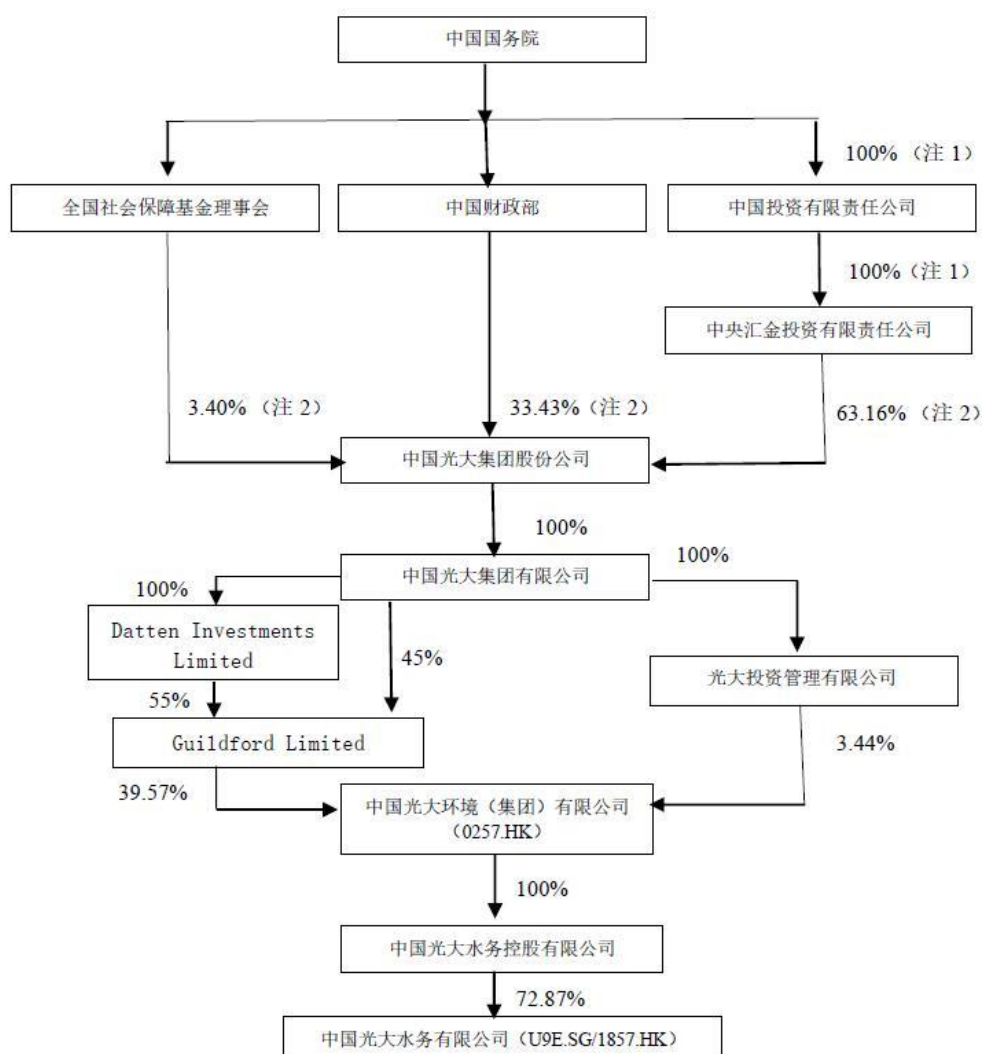 中国国务院
100%（注 1）
全国社会保障基金理事会
中国财政部
中国投资有限责任公司
100%（注 1）
中央汇金投资有限责任公司
3.40%（注 2）
33.43%（注 2）
63.16%（注 2）
中国光大集团股份公司
100%
中国光大集团有限公司
100%
100%
Datten Investments
Limited
45%
光大投资管理有限公司
55%
Guildford Limited
3.44%
39.57%
中国光大环境（集团）有限公司
（0257.HK）
100%
中国光大水务控股有限公司
72.87%
中国光大水务有限公司（U9E.SG/1857.HK）